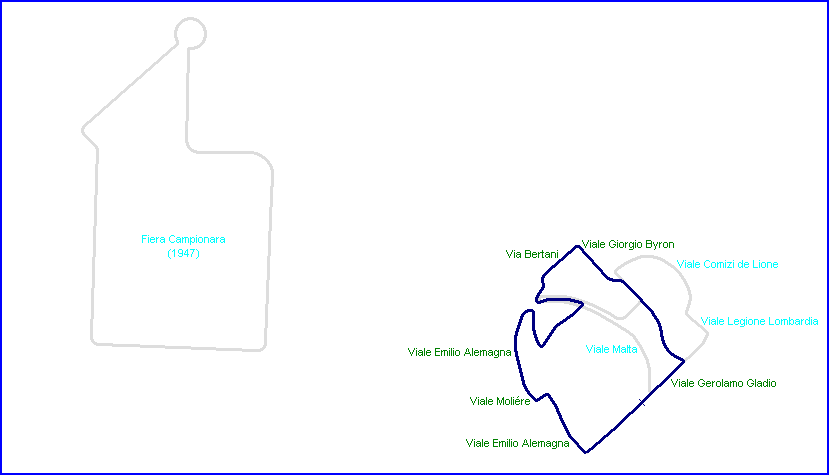 Fiera Campionara
(1947)
Viale Giorgio Byron
Via Bertani
Viale Comizi de Lione
Viale Legione Lombardia
Viale Malta
Viale Emilio Alemagna
Viale Gerolamo Gladio
Viale Moliére
Viale Emilio Alemagna